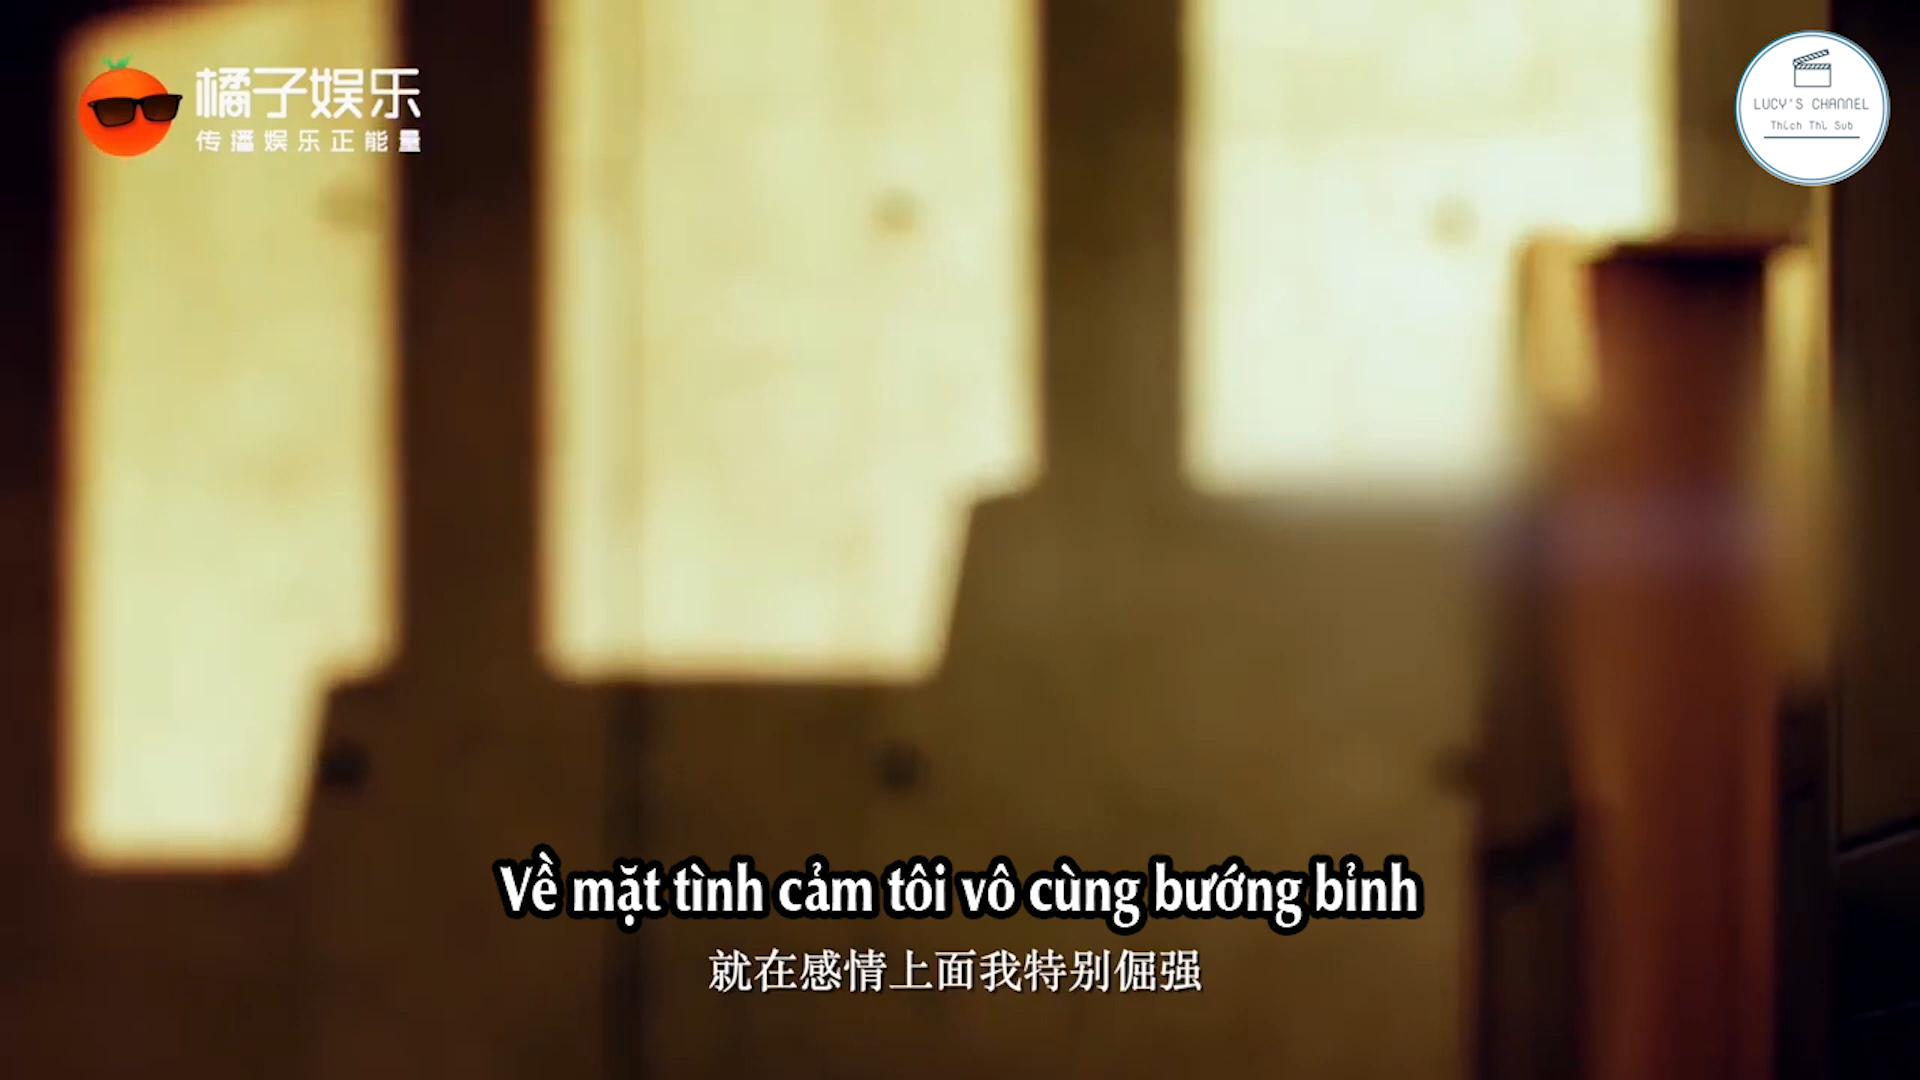 橘子娱乐
传播娱乐正能量
LUCY'S CHANNEL
Thích Thì Sub
Về mặt tình cảm tôi vô cùng bướng bỉnh
就在感情上面我特别倔强